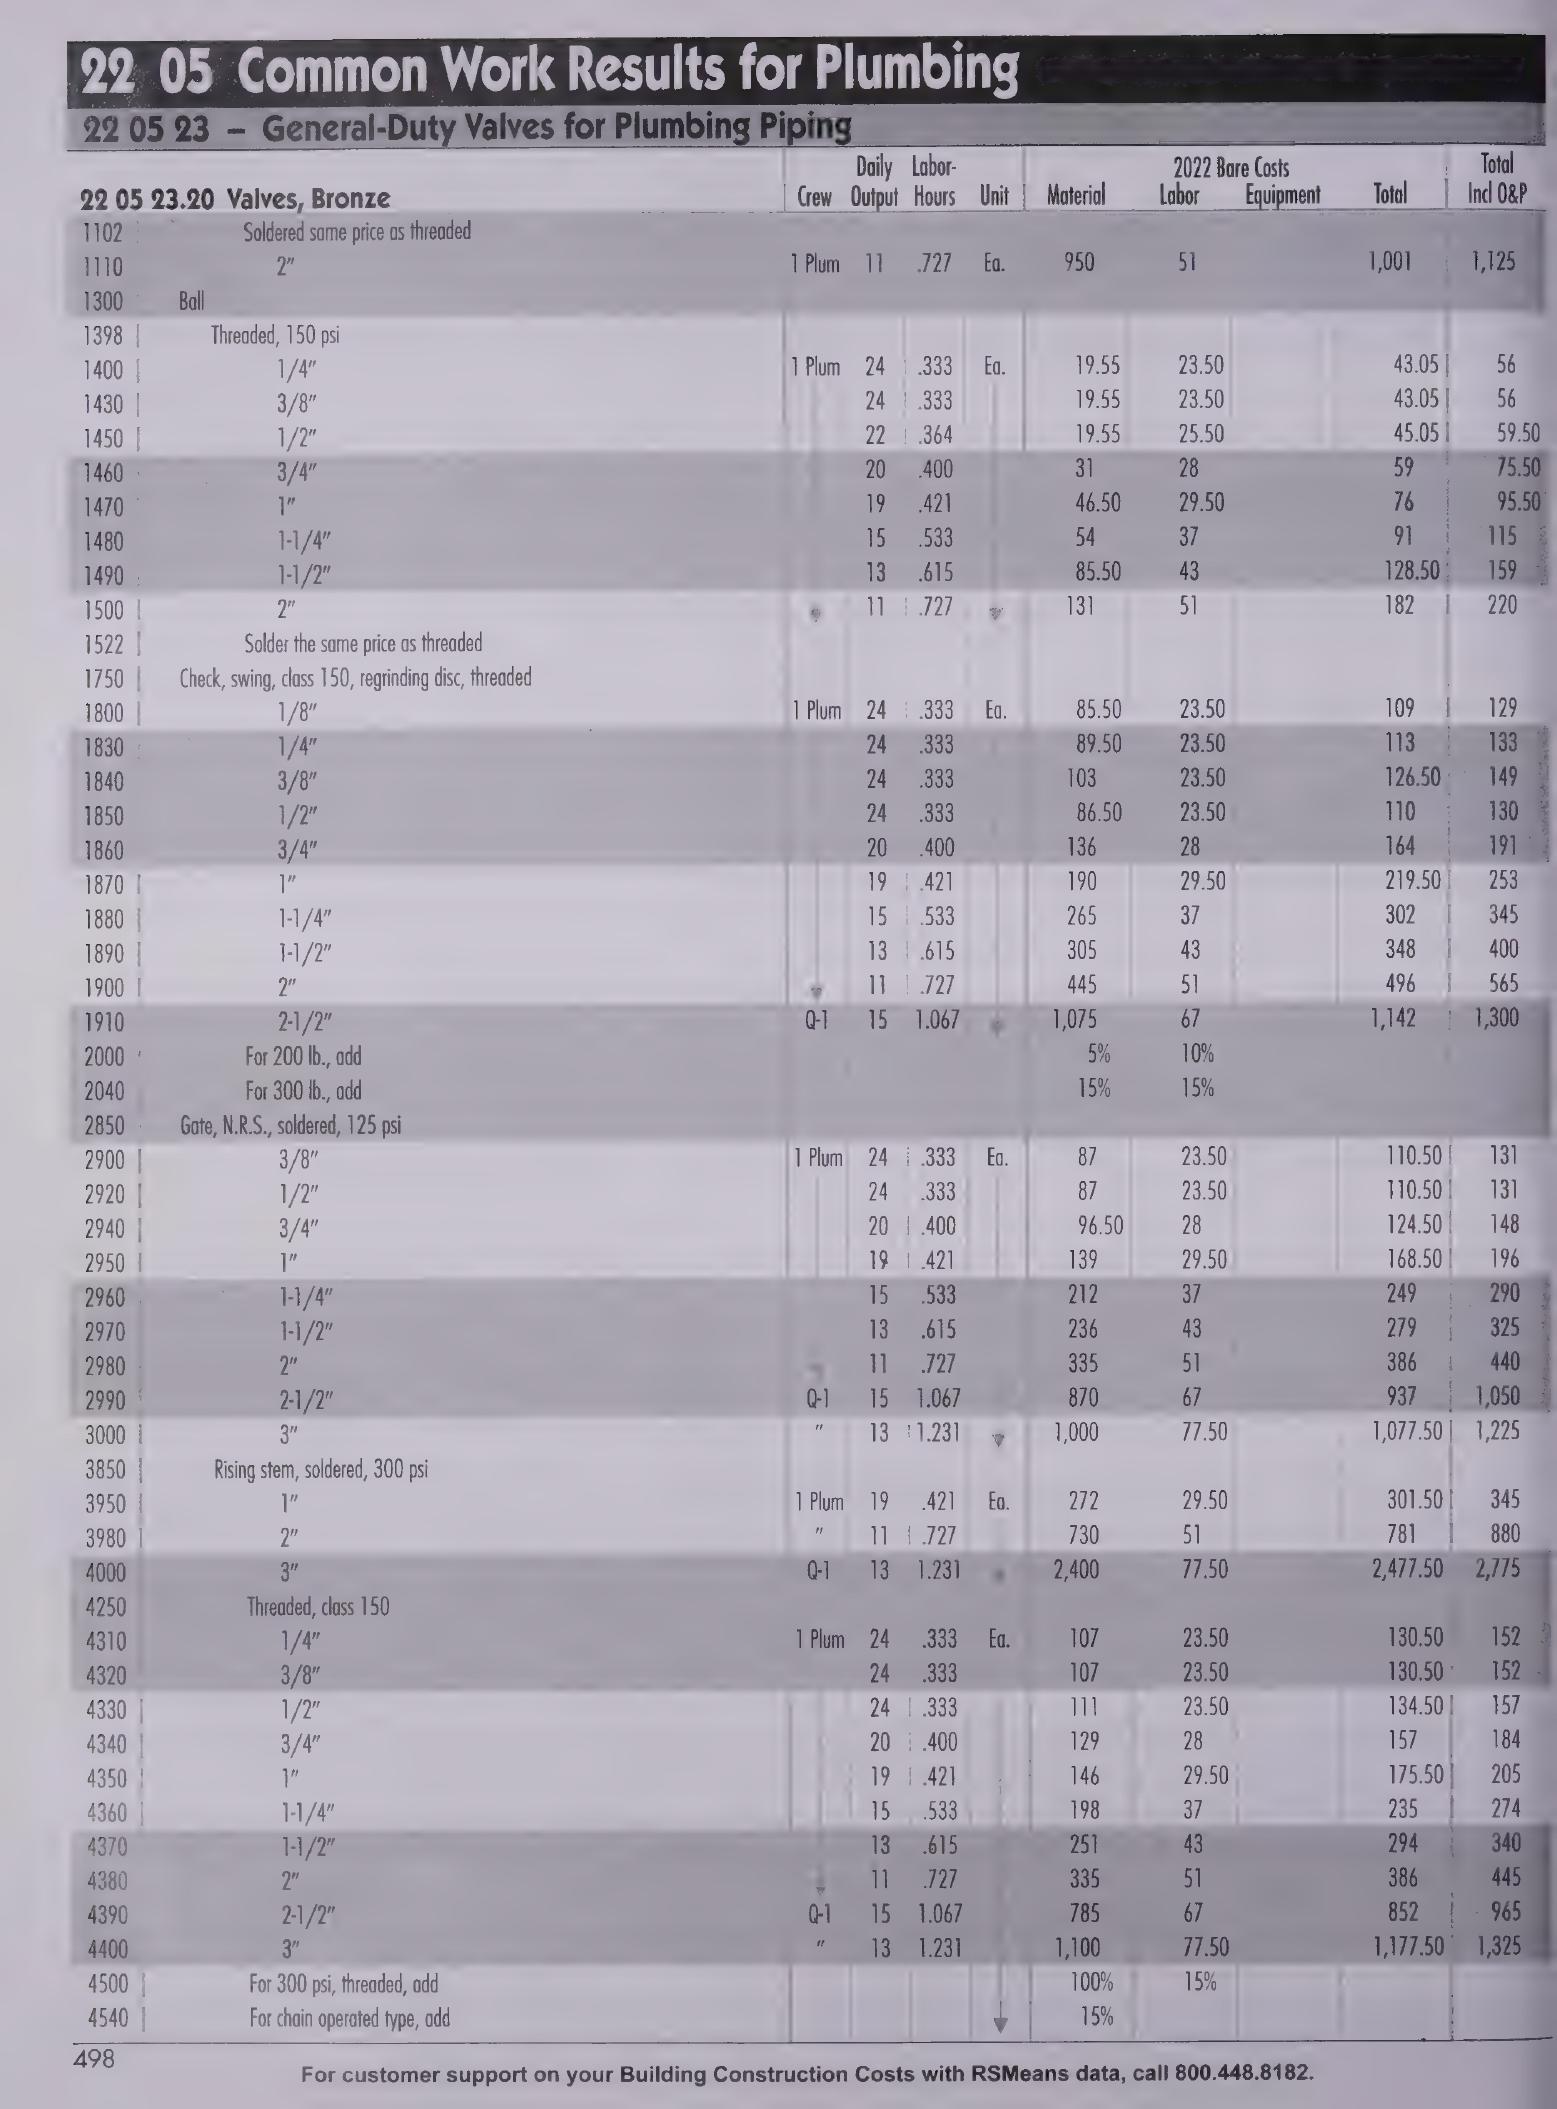 22 05 Common Work Results for Plumbing
22 05 23 – General-Duty Valves for Plumbing Piping
Daily Labor- 2022 Bare Costs Total
22 05 23.20 Valves, Bronze Crew Output Hours Unit Material Labor Equipment Total Incl O&P
1102 Soldered same price as threaded
1110 2" 1 Plum 11 .727 Ea. 950 51 1,001 1,125
1300 Ball
1398 Threaded, 150 psi
1400 1/4" 1 Plum 24 .333 Ea. 19.55 23.50 43.05 56
1430 3/8" 24 .333 19.55 23.50 43.05 56
1450 1/2" 22 .364 19.55 25.50 45.05 59.50
1460 3/4" 20 .400 31 28 59 75.50
1470 1" 19 .421 46.50 29.50 76 95.50
1480 1-1/4" 15 .533 54 37 91 115
1490 1-1/2" 13 .615 85.50 43 128.50 159
1500 2" 11 .727 131 51 182 220
1522 Solder the same price as threaded
1750 Check, swing, class 150, regrinding disc, threaded
1800 1/8" 1 Plum 24 .333 Ea. 85.50 23.50 109 129
1830 1/4" 24 .333 89.50 23.50 113 133
1840 3/8" 24 .333 103 23.50 126.50 149
1850 1/2" 24 .333 86.50 23.50 110 130
1860 3/4" 20 .400 136 28 164 191
1870 1" 19 .421 190 29.50 219.50 253
1880 1-1/4" 15 .533 265 37 302 345
1890 1-1/2" 13 .615 305 43 348 400
1900 2" 11 .727 445 51 496 565
1910 2-1/2" Q-1 15 1.067 1,075 67 1,142 1,300
2000 For 200 lb., add 5% 10%
2040 For 300 lb., add 15% 15%
2850 Gate, N.R.S., soldered, 125 psi
2900 3/8" 1 Plum 24 .333 Ea. 87 23.50 110.50 131
2920 1/2" 24 .333 87 23.50 110.50 131
2940 3/4" 20 .400 96.50 28 124.50 148
2950 1" 19 .421 139 29.50 168.50 196
2960 1-1/4" 15 .533 212 37 249 290
2970 1-1/2" 13 .615 236 43 279 325
2980 2" 11 .727 335 51 386 440
2990 2-1/2" Q-1 15 1.067 870 67 937 1,050
3000 3" " 13 1.231 1,000 77.50 1,077.50 1,225
3850 Rising stem, soldered, 300 psi
3950 1" 1 Plum 19 .421 Ea. 272 29.50 301.50 345
3980 2" " 11 .727 730 51 781 880
4000 3" Q-1 13 1.231 2,400 77.50 2,477.50 2,775
4250 Threaded, class 150
4310 1/4" 1 Plum 24 .333 Ea. 107 23.50 130.50 152
4320 3/8" 24 .333 107 23.50 130.50 152
4330 1/2" 24 .333 111 23.50 134.50 157
4340 3/4" 20 .400 129 28 157 184
4350 1" 19 .421 146 29.50 175.50 205
4360 1-1/4" 15 .533 198 37 235 274
4370 1-1/2" 13 .615 251 43 294 340
4380 2" 11 .727 335 51 386 445
4390 2-1/2" Q-1 15 1.067 785 67 852 965
4400 3" " 13 1.231 1,100 77.50 1,177.50 1,325
4500 For 300 psi, threaded, add 100% 15%
4540 For chain operated type, add 15%
498
For customer support on your Building Construction Costs with RSMeans data, call 800.448.8182.